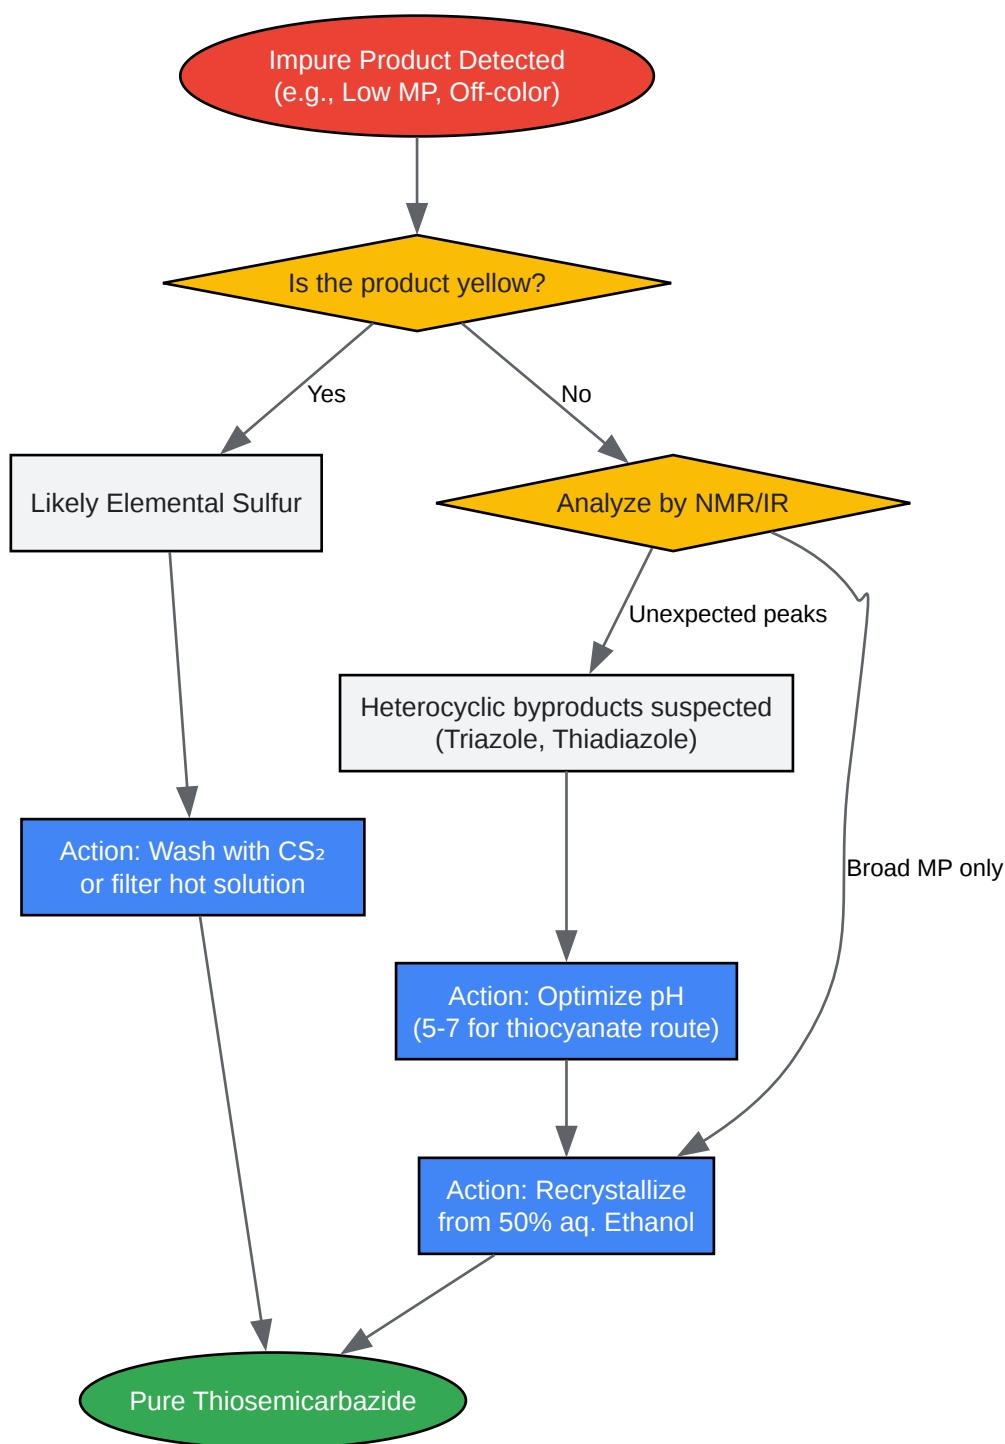 Impure Product Detected
(e.g., Low MP, Off-color)
Is the product yellow?
Yes
No
Likely Elemental Sulfur
Analyze by NMR/IR
Unexpected peaks
Heterocyclic byproducts suspected
(Triazole, Thiadiazole)
Action: Wash with CS₂
or filter hot solution
Broad MP only
Action: Optimize pH
(5-7 for thiocyanate route)
Action: Recrystallize
from 50% aq. Ethanol
Pure Thiosemicarbazide